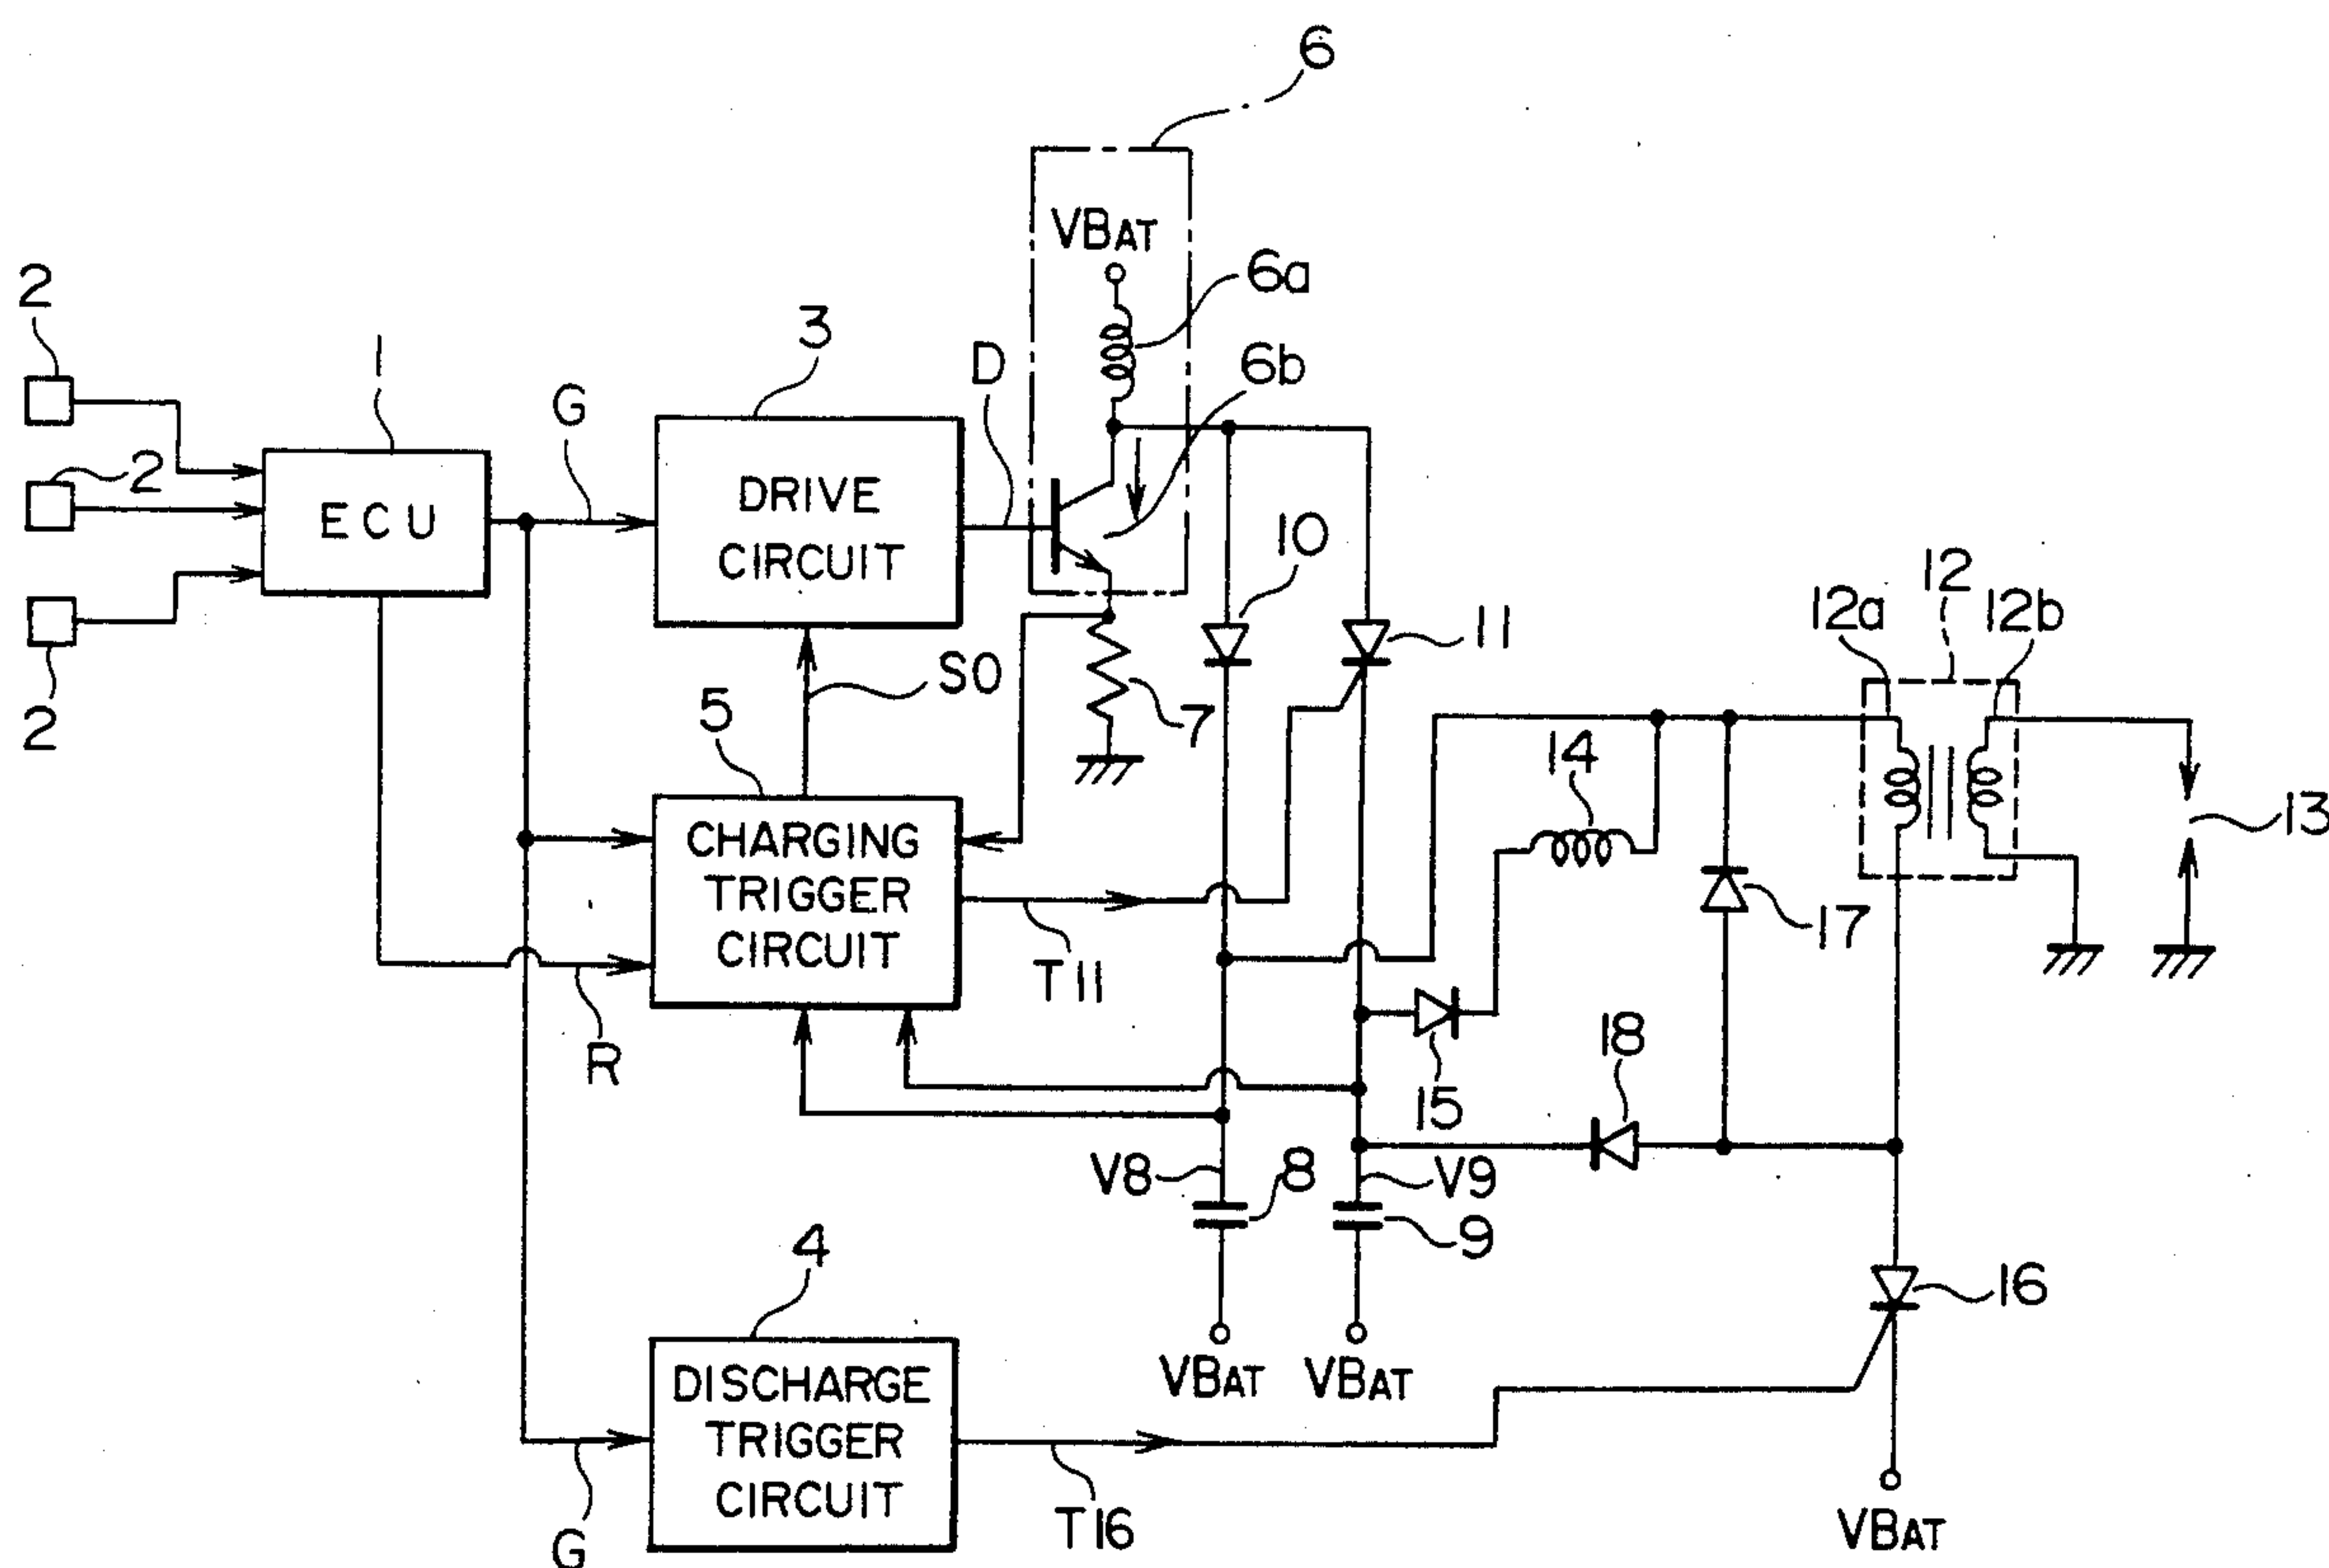 6
VBAT
6a
2
3
1
D
6b
G
2
ECU
DRIVE
CIRCUIT
10
12
12a
12b
11
2
S0
5
7
14
13
CHARGING
TRIGGER
CIRCUIT
17
T11
R
18
15
V8
8
V9
9
4
16
VBAT
VBAT
DISCHARGE
TRIGGER
CIRCUIT
G
T16
VBAT